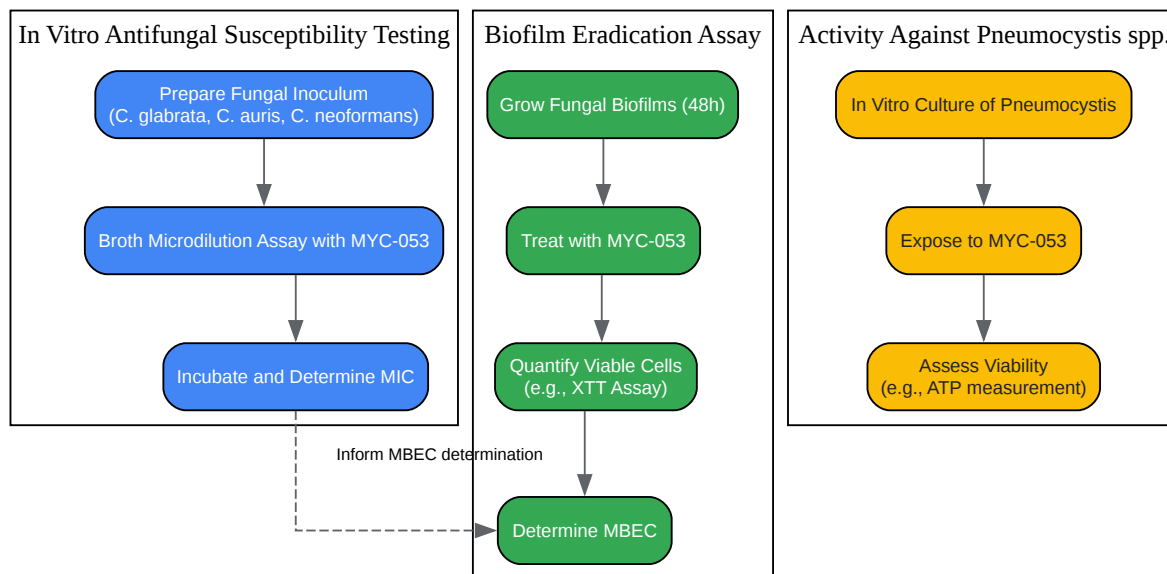 In Vitro Antifungal Susceptibility Testing
Prepare Fungal Inoculum
(C. glabrata, C. auris, C. neoformans)
Broth Microdilution Assay with MYC-053
Incubate and Determine MIC
Inform MBEC determination
Biofilm Eradication Assay
Grow Fungal Biofilms (48h)
Treat with MYC-053
Quantify Viable Cells
(e.g., XTT Assay)
Determine MBEC
Activity Against Pneumocystis spp.
In Vitro Culture of Pneumocystis
Expose to MYC-053
Assess Viability
(e.g., ATP measurement)